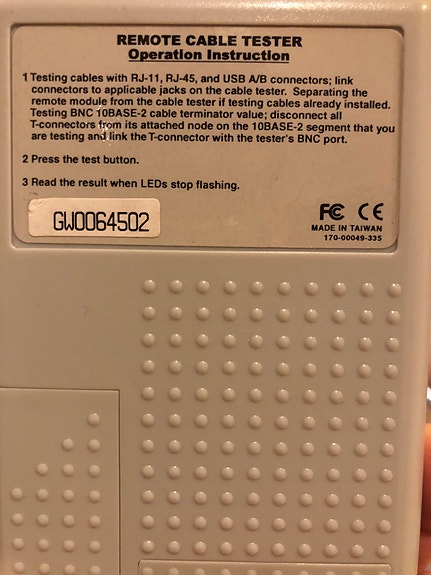 REMOTE CABLE TESTER
Operation Instruction
1 Testing cables with RJ-11, RJ-45, and USB A/B connectors; link
connectors to applicable jacks on the cable tester. Separating the
remote module from the cable tester if testing cables already installed.
Testing BNC 10BASE-2 cable terminator value; disconnect all
T-connectors from its attached node on the 10BASE-2 segment that you
are testing and link the T-connector with the tester's BNC port.
2 Press the test button.
3 Read the result when LEDs stop flashing.
GW0064502
FC CE
MADE IN TAIWAN
170-00049-335